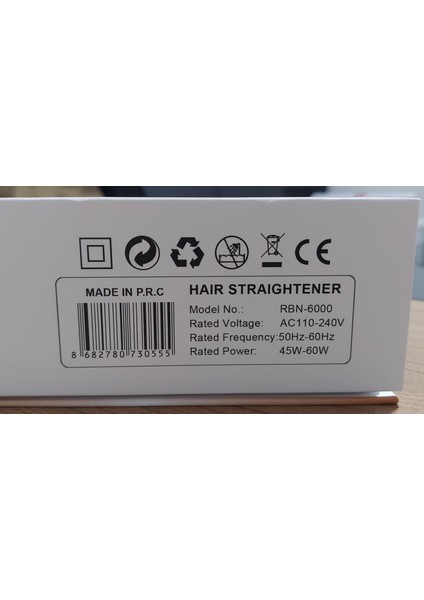 CE
MADE IN P.R.C
8 682780 730555
HAIR STRAIGHTENER
Model No.: RBN-6000
Rated Voltage: AC110-240V
Rated Frequency:50Hz-60Hz
Rated Power: 45W-60W